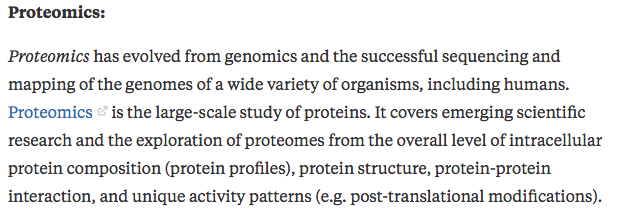 Proteomics:
Proteomics has evolved from genomics and the successful sequencing and
mapping of the genomes of a wide variety of organisms, including humans.
Proteomics is the large-scale study of proteins. It covers emerging scientific
research and the exploration of proteomes from the overall level of intracellular
protein composition (protein profiles), protein structure, protein-protein
interaction, and unique activity patterns (e.g. post-translational modifications).